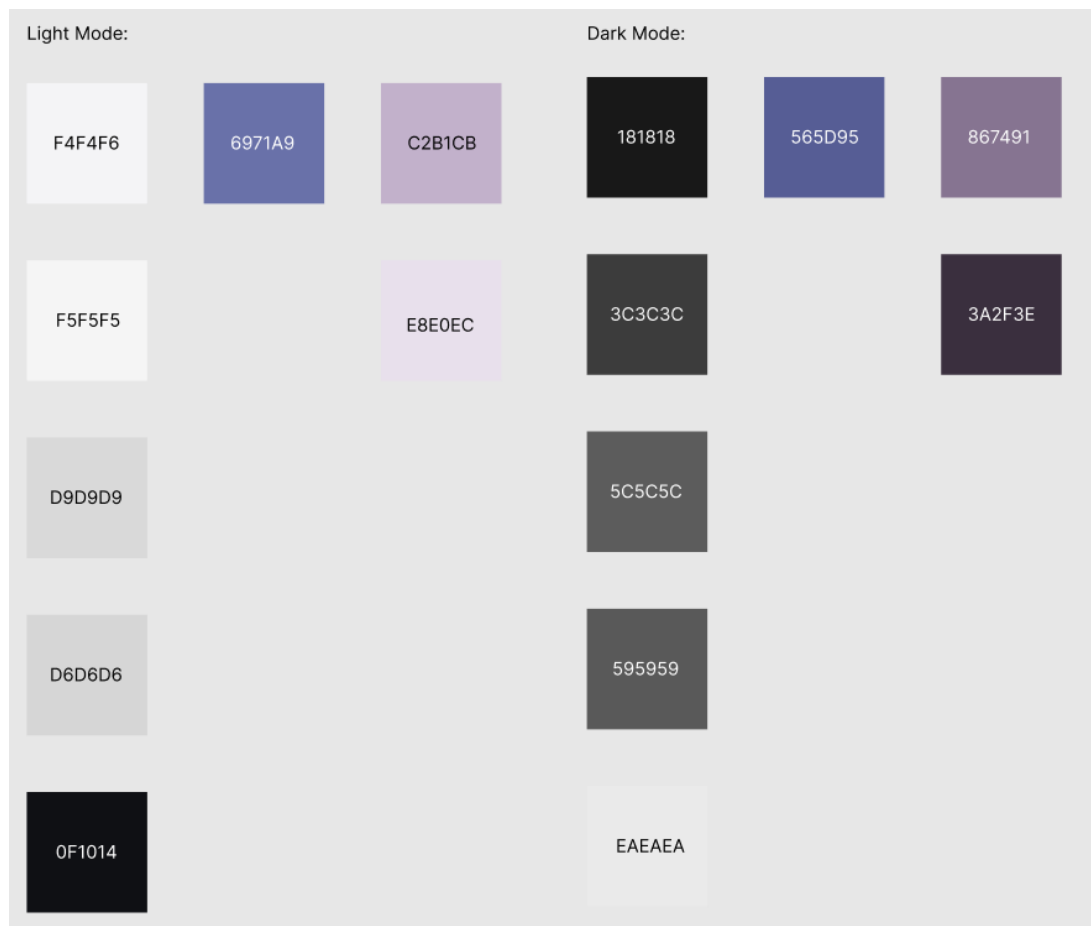 Light Mode:
F4F4F6
6971A9
C2B1CB
F5F5F5
E8E0EC
D9D9D9
D6D6D6
0F1014
Dark Mode:
181818
565D95
867491
3C3C3C
3A2F3E
5C5C5C
595959
EAEAEA